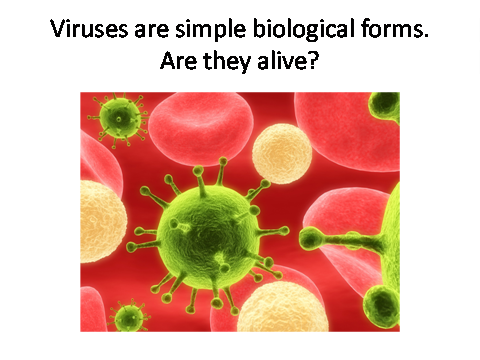 Viruses are simple biological forms.
Are they alive?